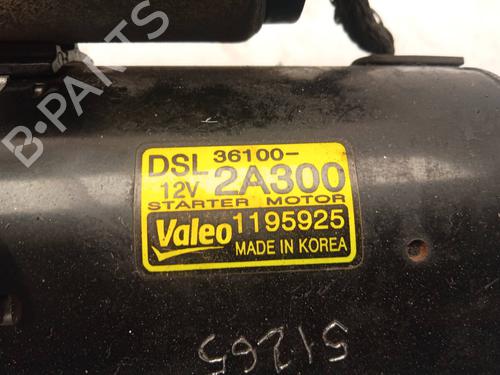 B-PARTS
DSL 36100-
12V 2A300
STARTER MOTOR
Valeo 1195925
MADE IN KOREA
51265